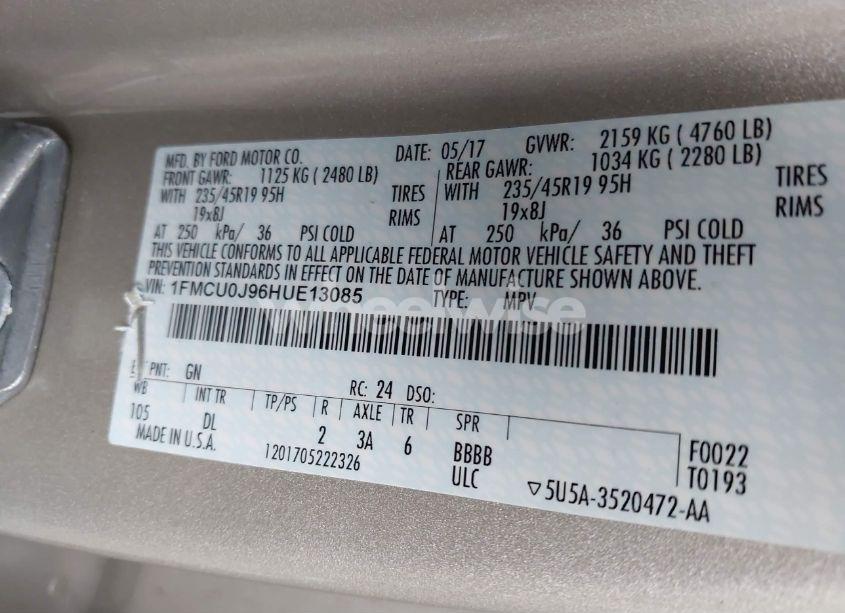 MFD. BY FORD MOTOR CO. DATE: 05/17 GVWR: 2159 KG ( 4760 LB)
FRONT GAWR: 1125 KG ( 2480 LB) REAR GAWR: 1034 KG ( 2280 LB)
WITH 235/45R19 95H TIRES WITH 235/45R19 95H TIRES
19x8J RIMS 19x8J RIMS
AT 250 kPa/ 36 PSI COLD AT 250 kPa/ 36 PSI COLD
THIS VEHICLE CONFORMS TO ALL APPLICABLE FEDERAL MOTOR VEHICLE SAFETY AND THEFT
PREVENTION STANDARDS IN EFFECT ON THE DATE OF MANUFACTURE SHOWN ABOVE.
VIN: 1FMCU0J96HUE13085 TYPE: MPV
wheelwise
PNT: GN RC: 24 DSO:
WB INT TR TP/PS R AXLE TR SPR
105 DL 2 3A 6 BBBB F0022
MADE IN U.S.A. 1201705222326 ULC T0193
▽5U5A-3520472-AA